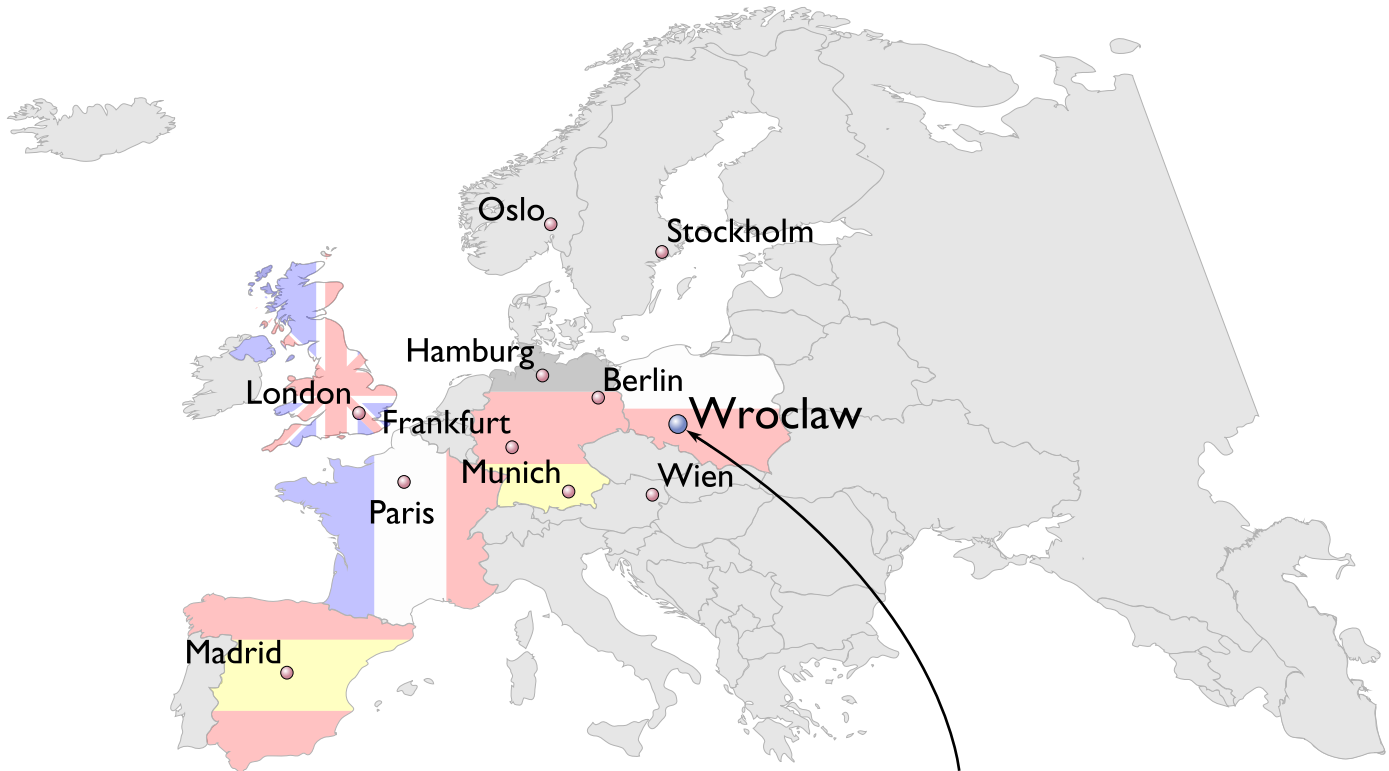 Oslo
Stockholm
Hamburg
Berlin
London
Wroclaw
Frankfurt
Munich
Wien
Paris
Madrid